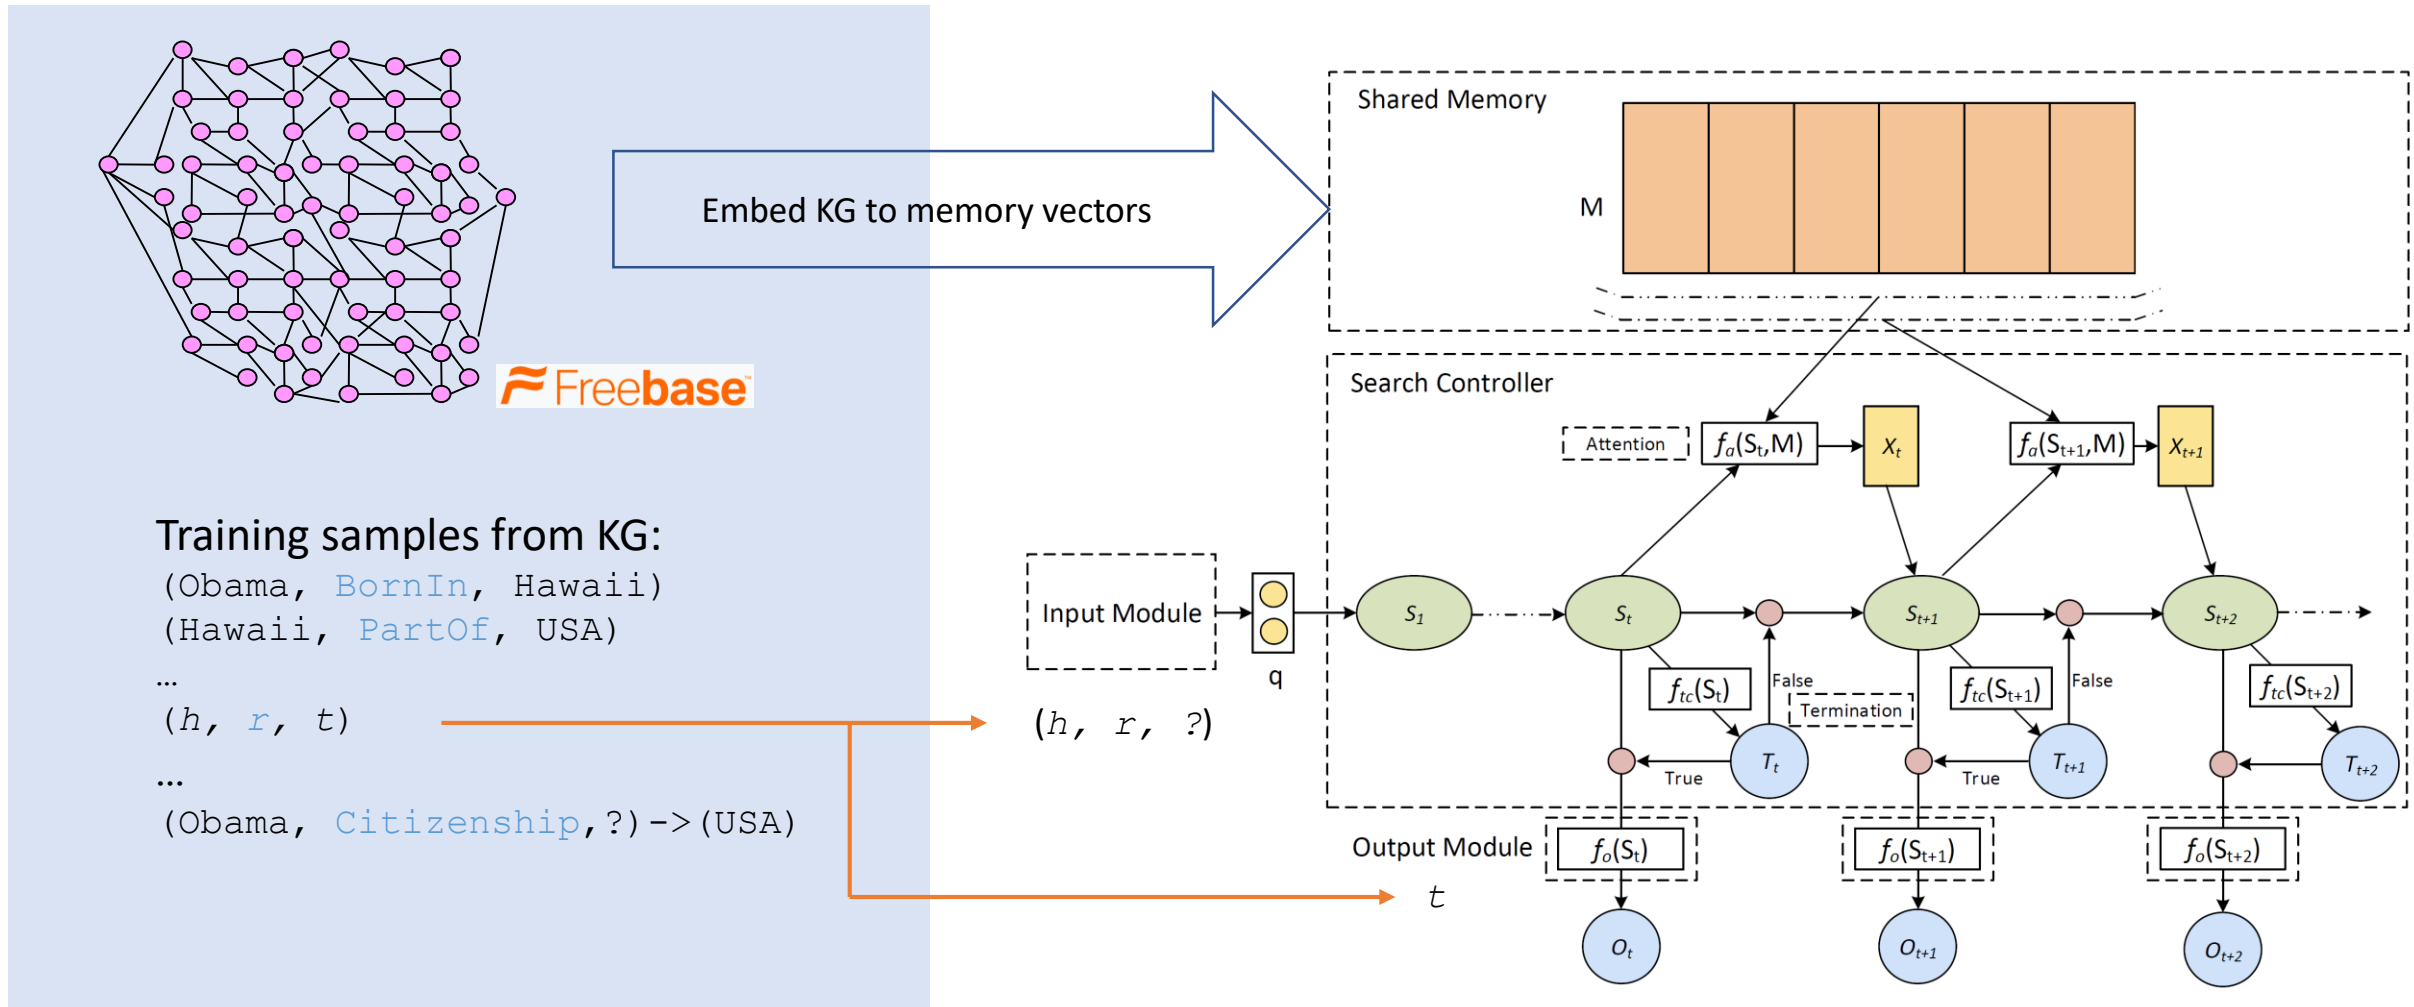 Freebase™
Training samples from KG:
(Obama, BornIn, Hawaii)
(Hawaii, PartOf, USA)
…
(h, r, t)
…
(Obama, Citizenship,?)->(USA)
Embed KG to memory vectors
Shared Memory
M
Search Controller
Attention
fa(St,M)
Xt
fa(St+1,M)
Xt+1
Input Module
q
(h, r, ?)
S1
St
St+1
St+2
ftc(St)
False
Termination
ftc(St+1)
False
ftc(St+2)
True
Tt
True
Tt+1
Tt+2
Output Module
fo(St)
fo(St+1)
fo(St+2)
t
Ot
Ot+1
Ot+2